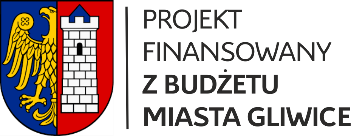 PROJEKT
FINANSOWANY
Z BUDŻETU
MIASTA GLIWICE